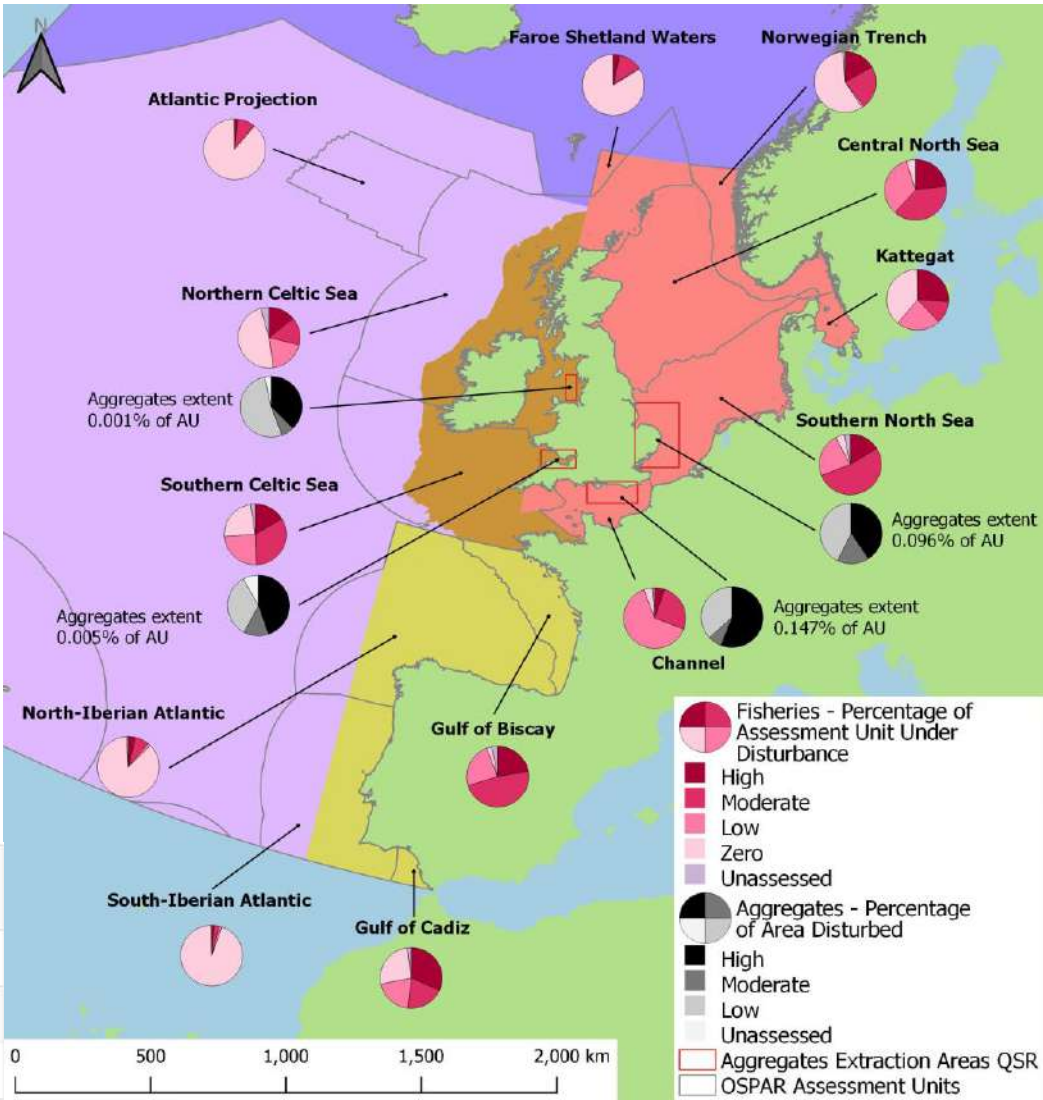 N
Faroe Shetland Waters
Norwegian Trench
Atlantic Projection
Central North Sea
Kattegat
Northern Celtic Sea
Aggregates extent
0.001% of AU
Southern North Sea
Southern Celtic Sea
Aggregates extent
0.096% of AU
Aggregates extent
0.005% of AU
Aggregates extent
0.147% of AU
Channel
North-Iberian Atlantic
Gulf of Biscay
South-Iberian Atlantic
Gulf of Cadiz
Fisheries - Percentage of
Assessment Unit Under
Disturbance
High
Moderate
Low
Zero
Unassessed
Aggregates - Percentage
of Area Disturbed
High
Moderate
Low
Unassessed
Aggregates Extraction Areas QSR
OSPAR Assessment Units
0 500 1,000 1,500 2,000 km